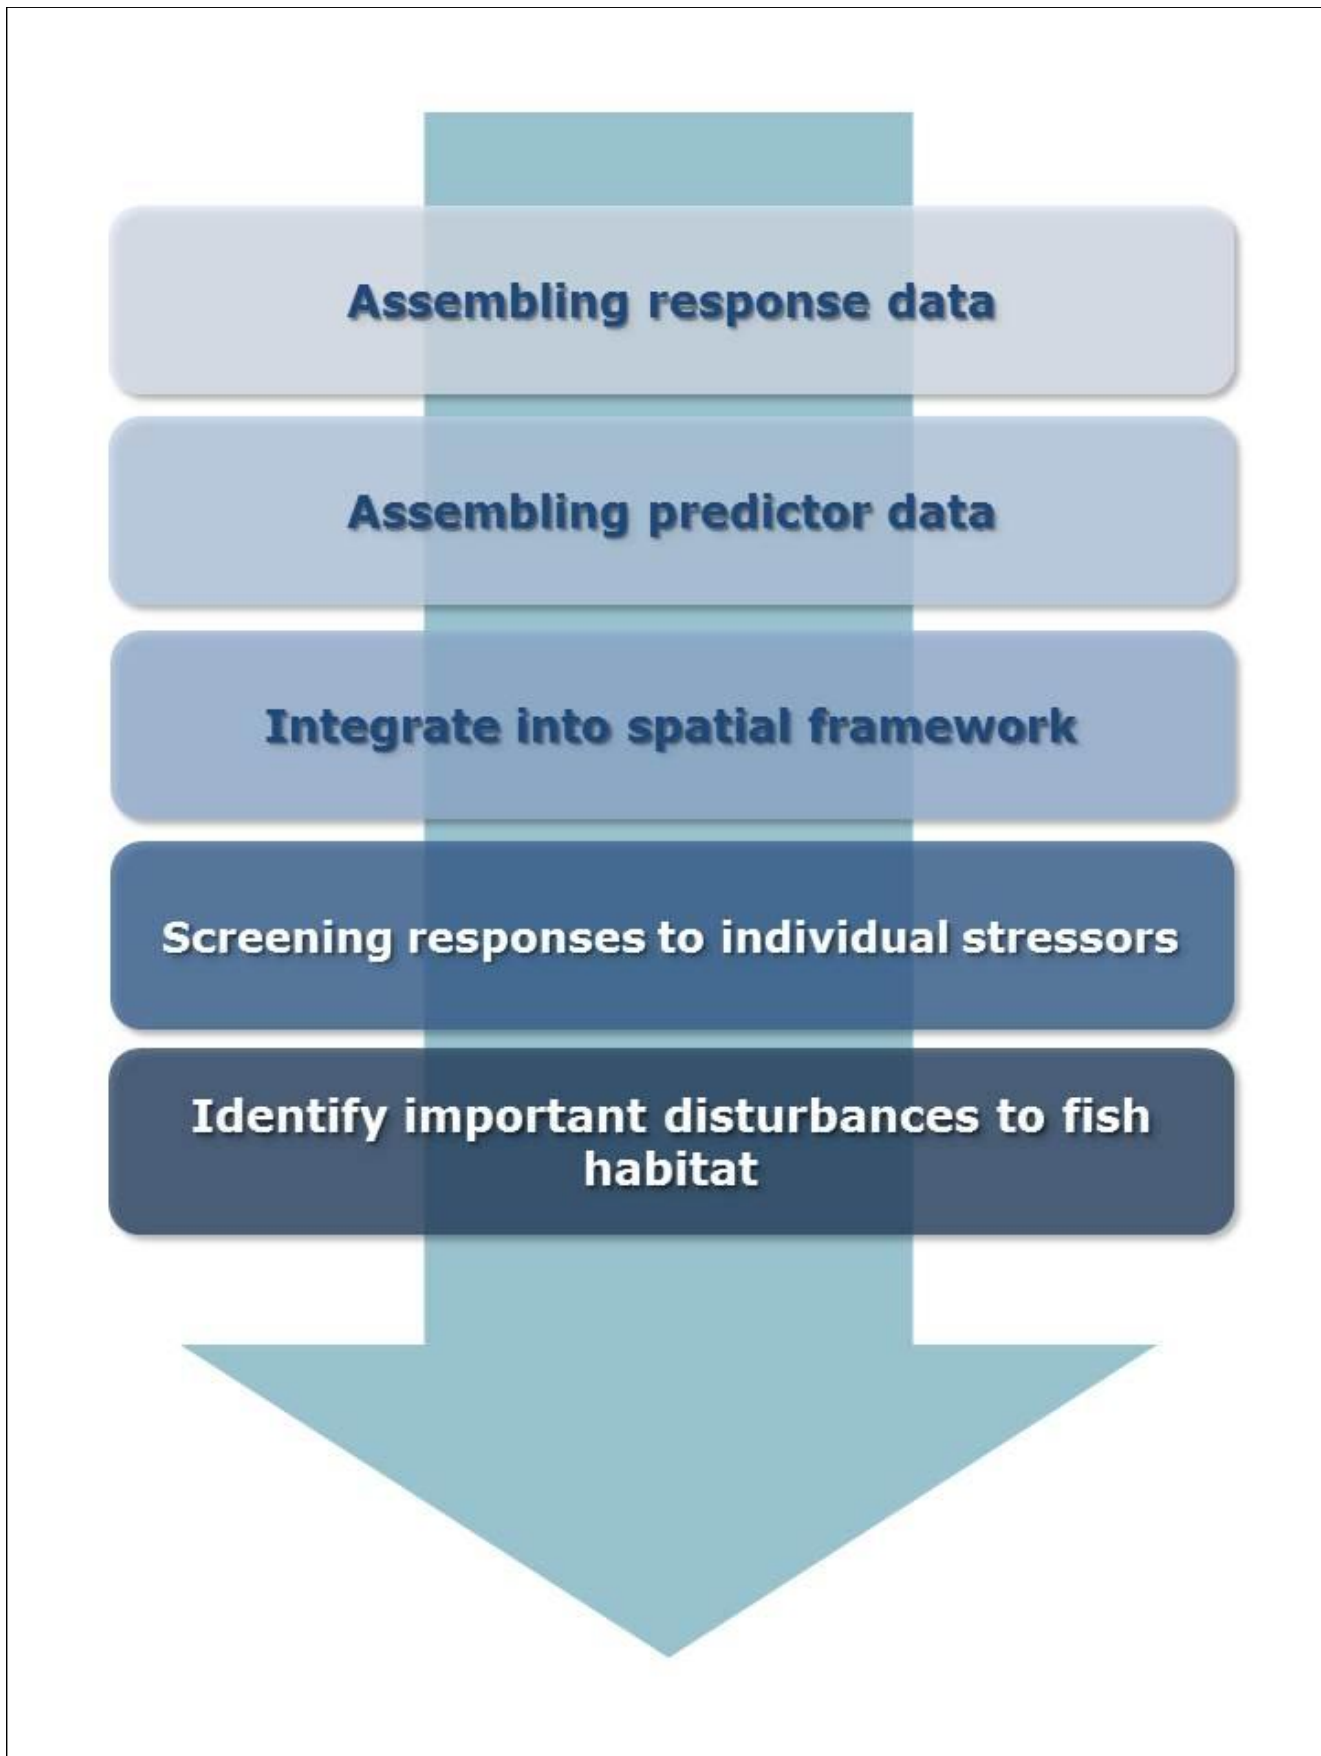 Assembling response data
Assembling predictor data
Integrate into spatial framework
Screening responses to individual stressors
Identify important disturbances to fish
habitat